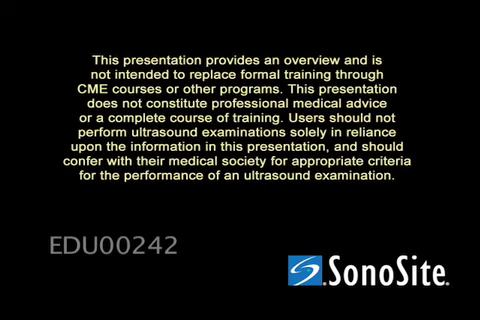 This presentation provides an overview and is
not intended to replace formal training through
CME courses or other programs. This presentation
does not constitute professional medical advice
or a complete course of training. Users should not
perform ultrasound examinations solely in reliance
upon the information in this presentation, and should
confer with their medical society for appropriate criteria
for the performance of an ultrasound examination.
EDU00242
SonoSite